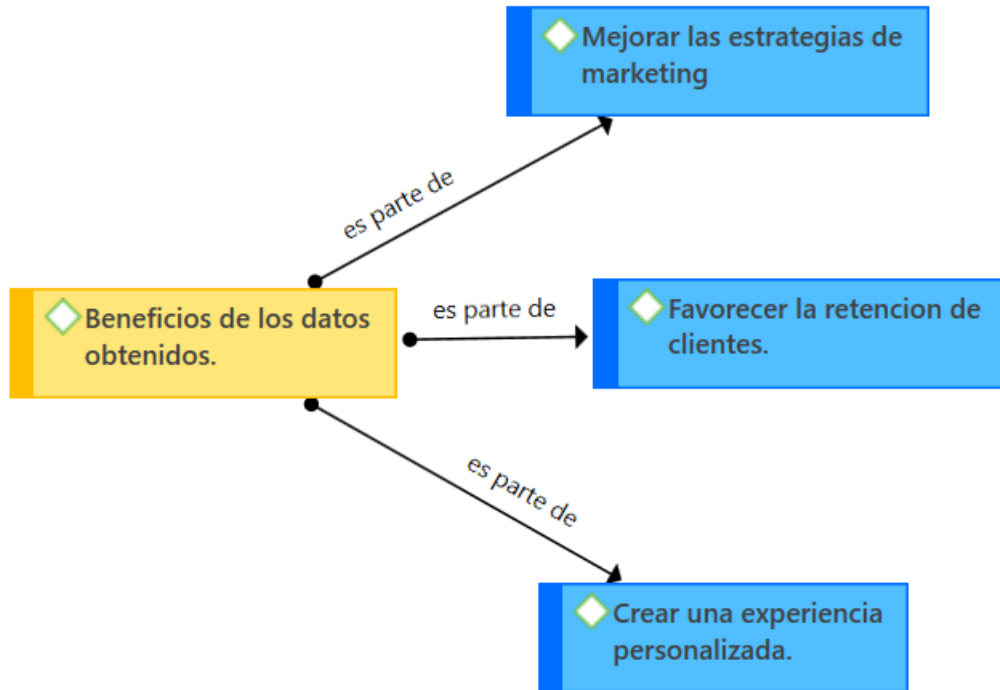 Mejorar las estrategias de
marketing
es parte de
Beneficios de los datos
obtenidos.
es parte de
Favorecer la retencion de
clientes.
es parte de
Crear una experiencia
personalizada.